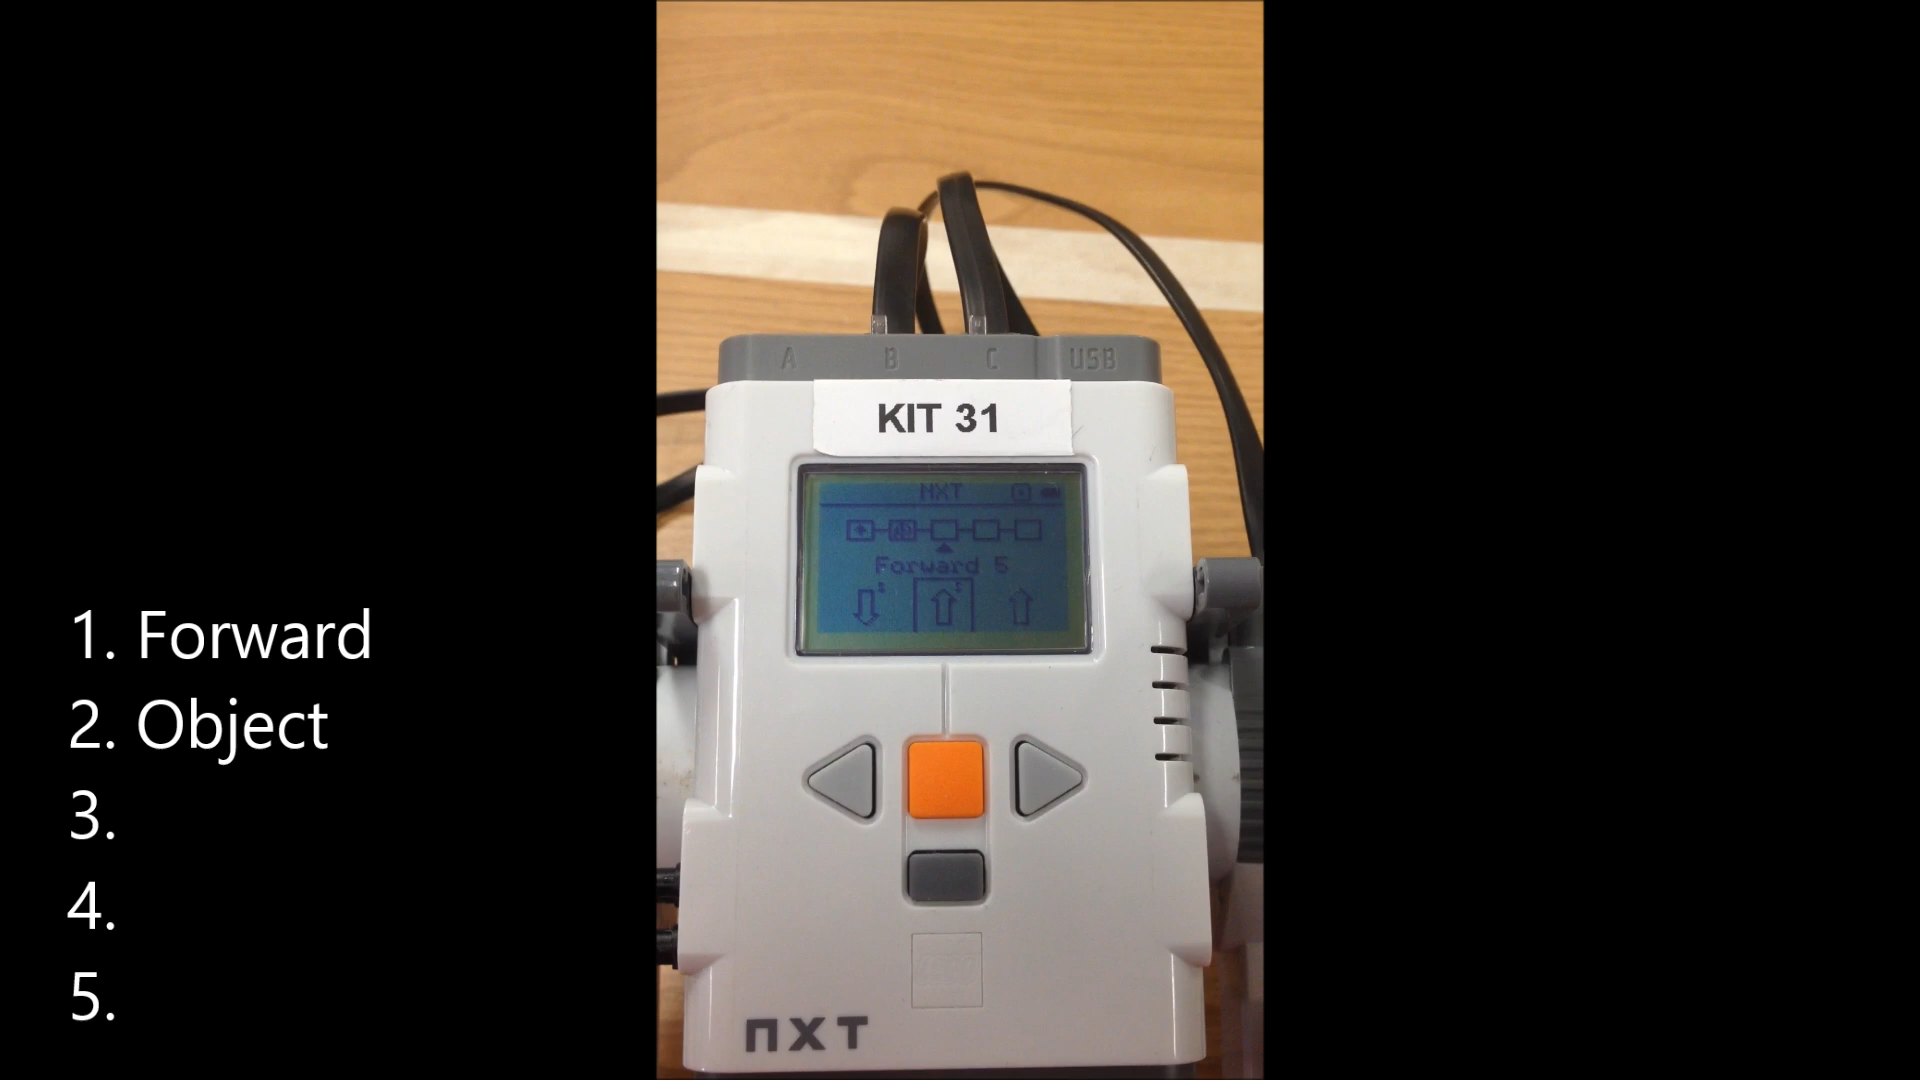 A B C USB
KIT 31
NXT
Forward 5
1. Forward
2. Object
3.
4.
5.
NXT